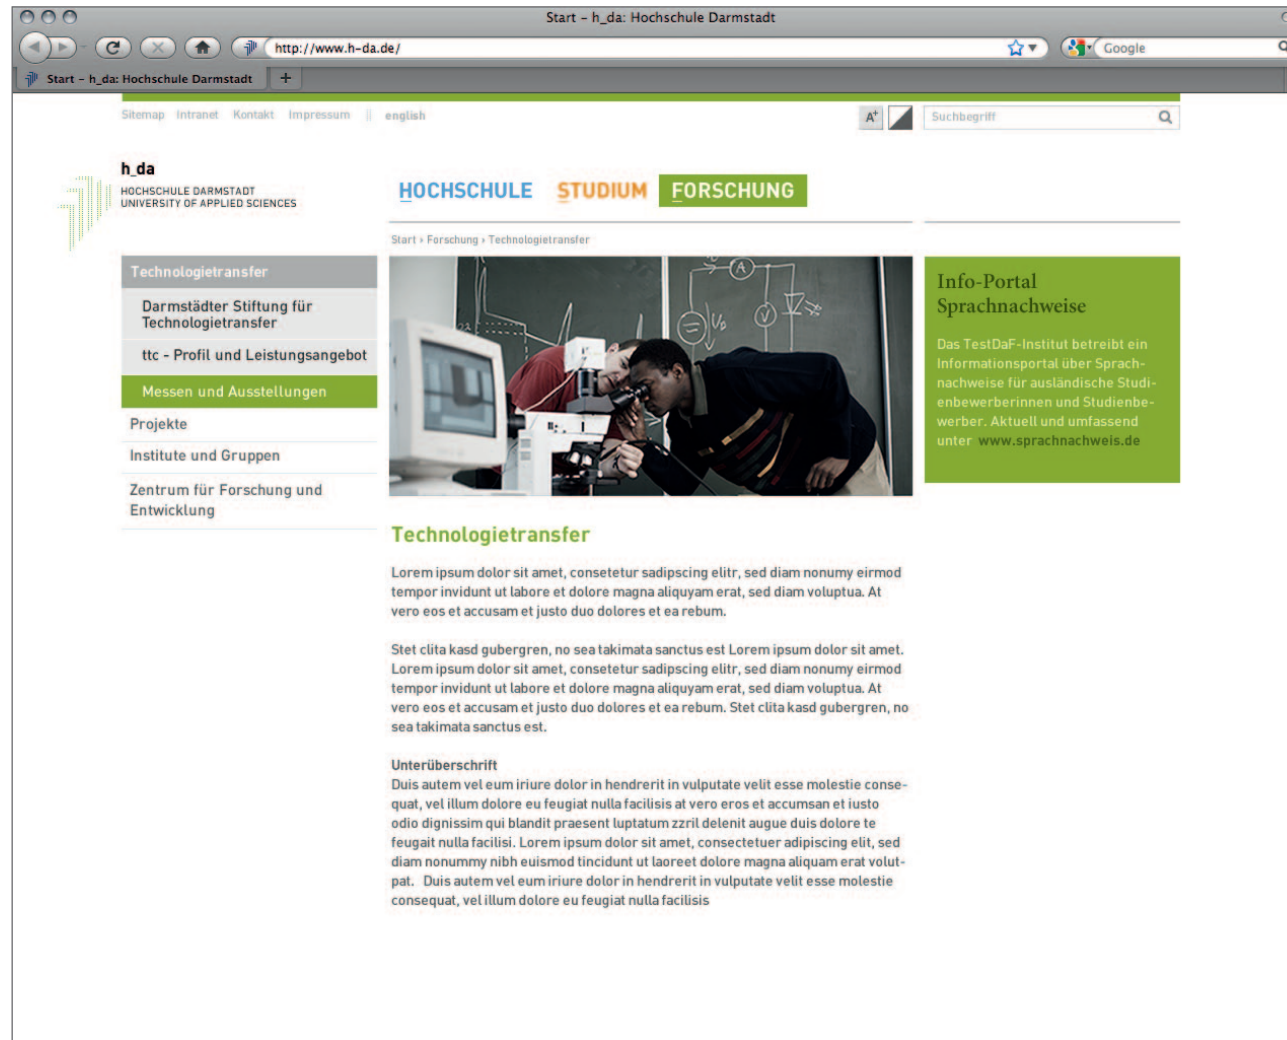 Start – h_da: Hochschule Darmstadt
http://www.h-da.de/
Google
Start – h_da: Hochschule Darmstadt
+
Sitemap Intranet Kontakt Impressum || english
A+
Suchbegriff
h_da
HOCHSCHULE DARMSTADT
UNIVERSITY OF APPLIED SCIENCES
HOCHSCHULE STUDIUM FORSCHUNG
Start › Forschung › Technologietransfer
Technologietransfer
Darmstädter Stiftung für
Technologietransfer
ttc - Profil und Leistungsangebot
Messen und Ausstellungen
Projekte
Institute und Gruppen
Zentrum für Forschung und
Entwicklung
A
V
Technologietransfer
Lorem ipsum dolor sit amet, consetetur sadipscing elitr, sed diam nonumy eirmod
tempor invidunt ut labore et dolore magna aliquyam erat, sed diam voluptua. At
vero eos et accusam et justo duo dolores et ea rebum.
Stet clita kasd gubergren, no sea takimata sanctus est Lorem ipsum dolor sit amet.
Lorem ipsum dolor sit amet, consetetur sadipscing elitr, sed diam nonumy eirmod
tempor invidunt ut labore et dolore magna aliquyam erat, sed diam voluptua. At
vero eos et accusam et justo duo dolores et ea rebum. Stet clita kasd gubergren, no
sea takimata sanctus est.
Unterüberschrift
Duis autem vel eum iriure dolor in hendrerit in vulputate velit esse molestie conse-
quat, vel illum dolore eu feugiat nulla facilisis at vero eros et accumsan et iusto
odio dignissim qui blandit praesent luptatum zzril delenit augue duis dolore te
feugait nulla facilisi. Lorem ipsum dolor sit amet, consectetuer adipiscing elit, sed
diam nonummy nibh euismod tincidunt ut laoreet dolore magna aliquam erat volut-
pat. Duis autem vel eum iriure dolor in hendrerit in vulputate velit esse molestie
consequat, vel illum dolore eu feugiat nulla facilisis
Info-Portal
Sprachnachweise
Das TestDaF-Institut betreibt ein
Informationsportal über Sprach-
nachweise für ausländische Studi-
enbewerberinnen und Studienbe-
werber. Aktuell und umfassend
unter www.sprachnachweis.de